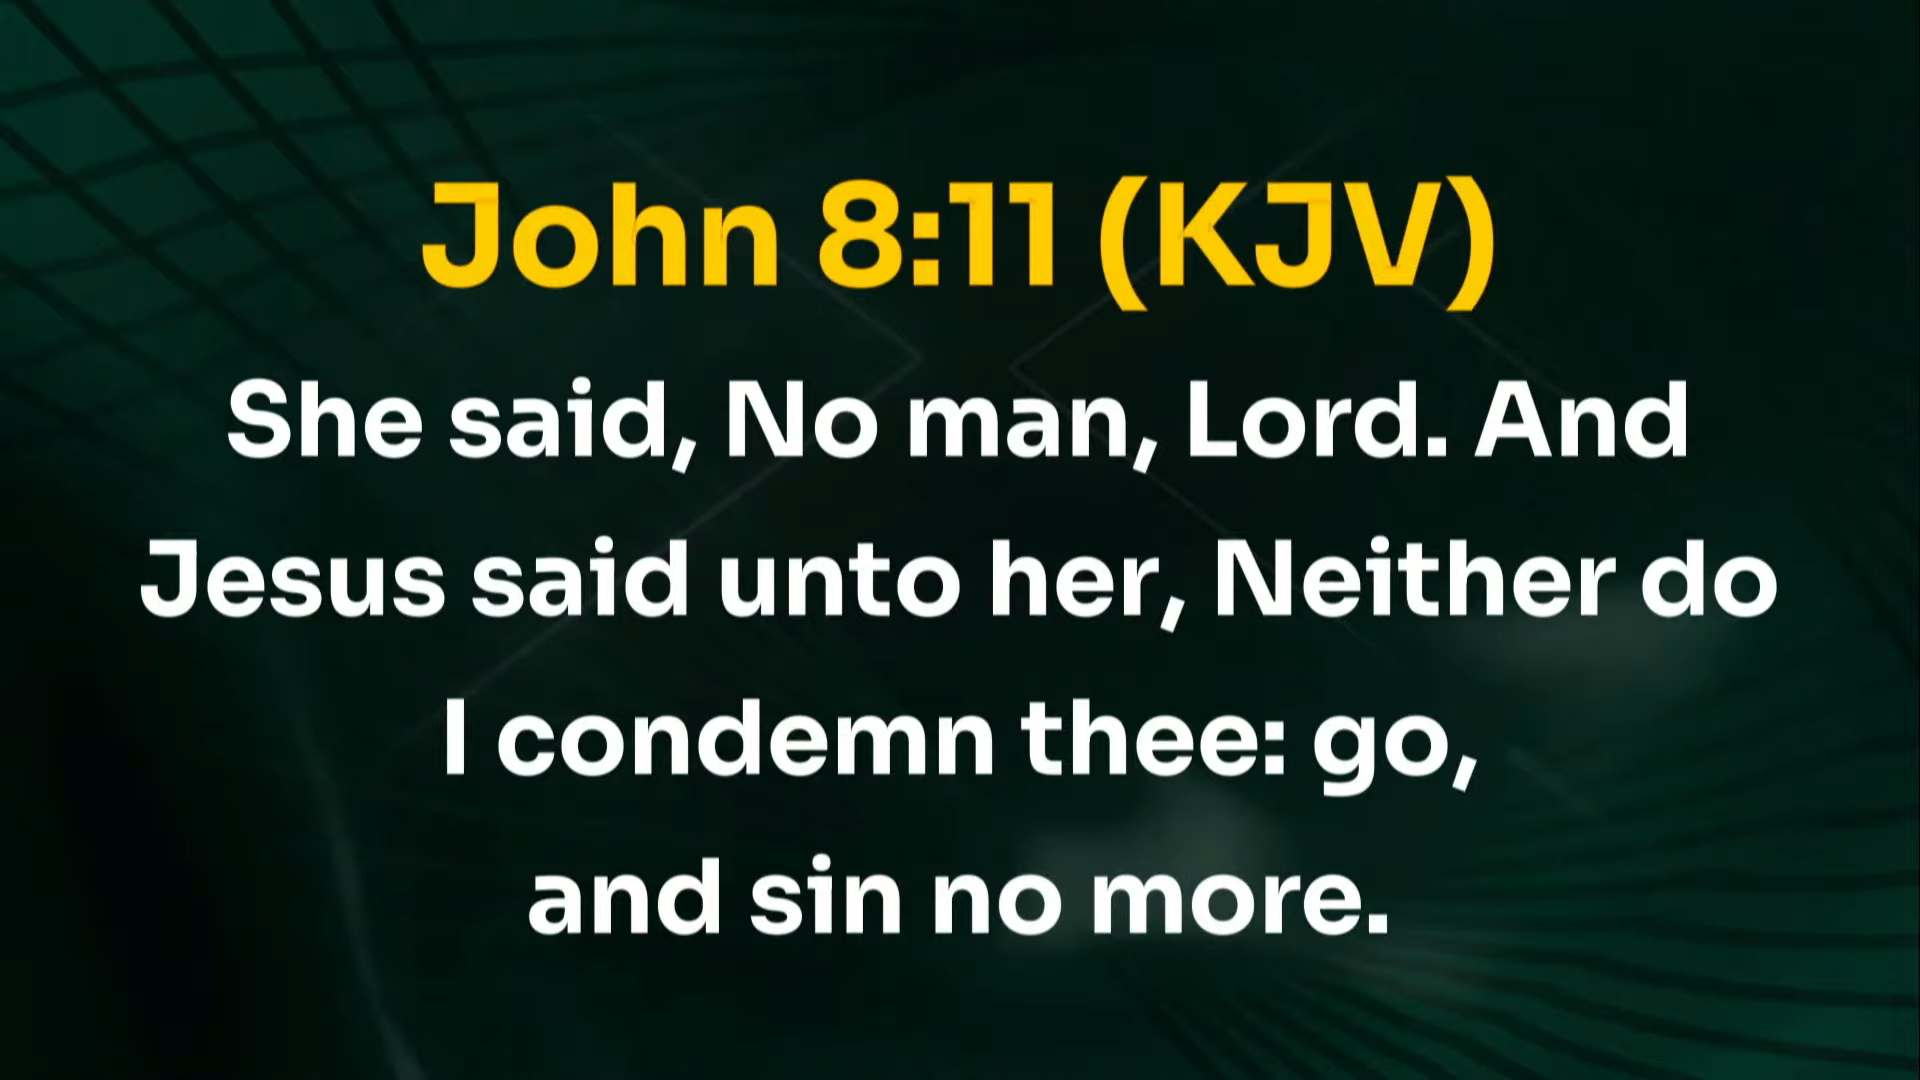 John 8:11 (KJV)
She said, No man, Lord. And
Jesus said unto her, Neither do
I condemn thee: go,
and sin no more.